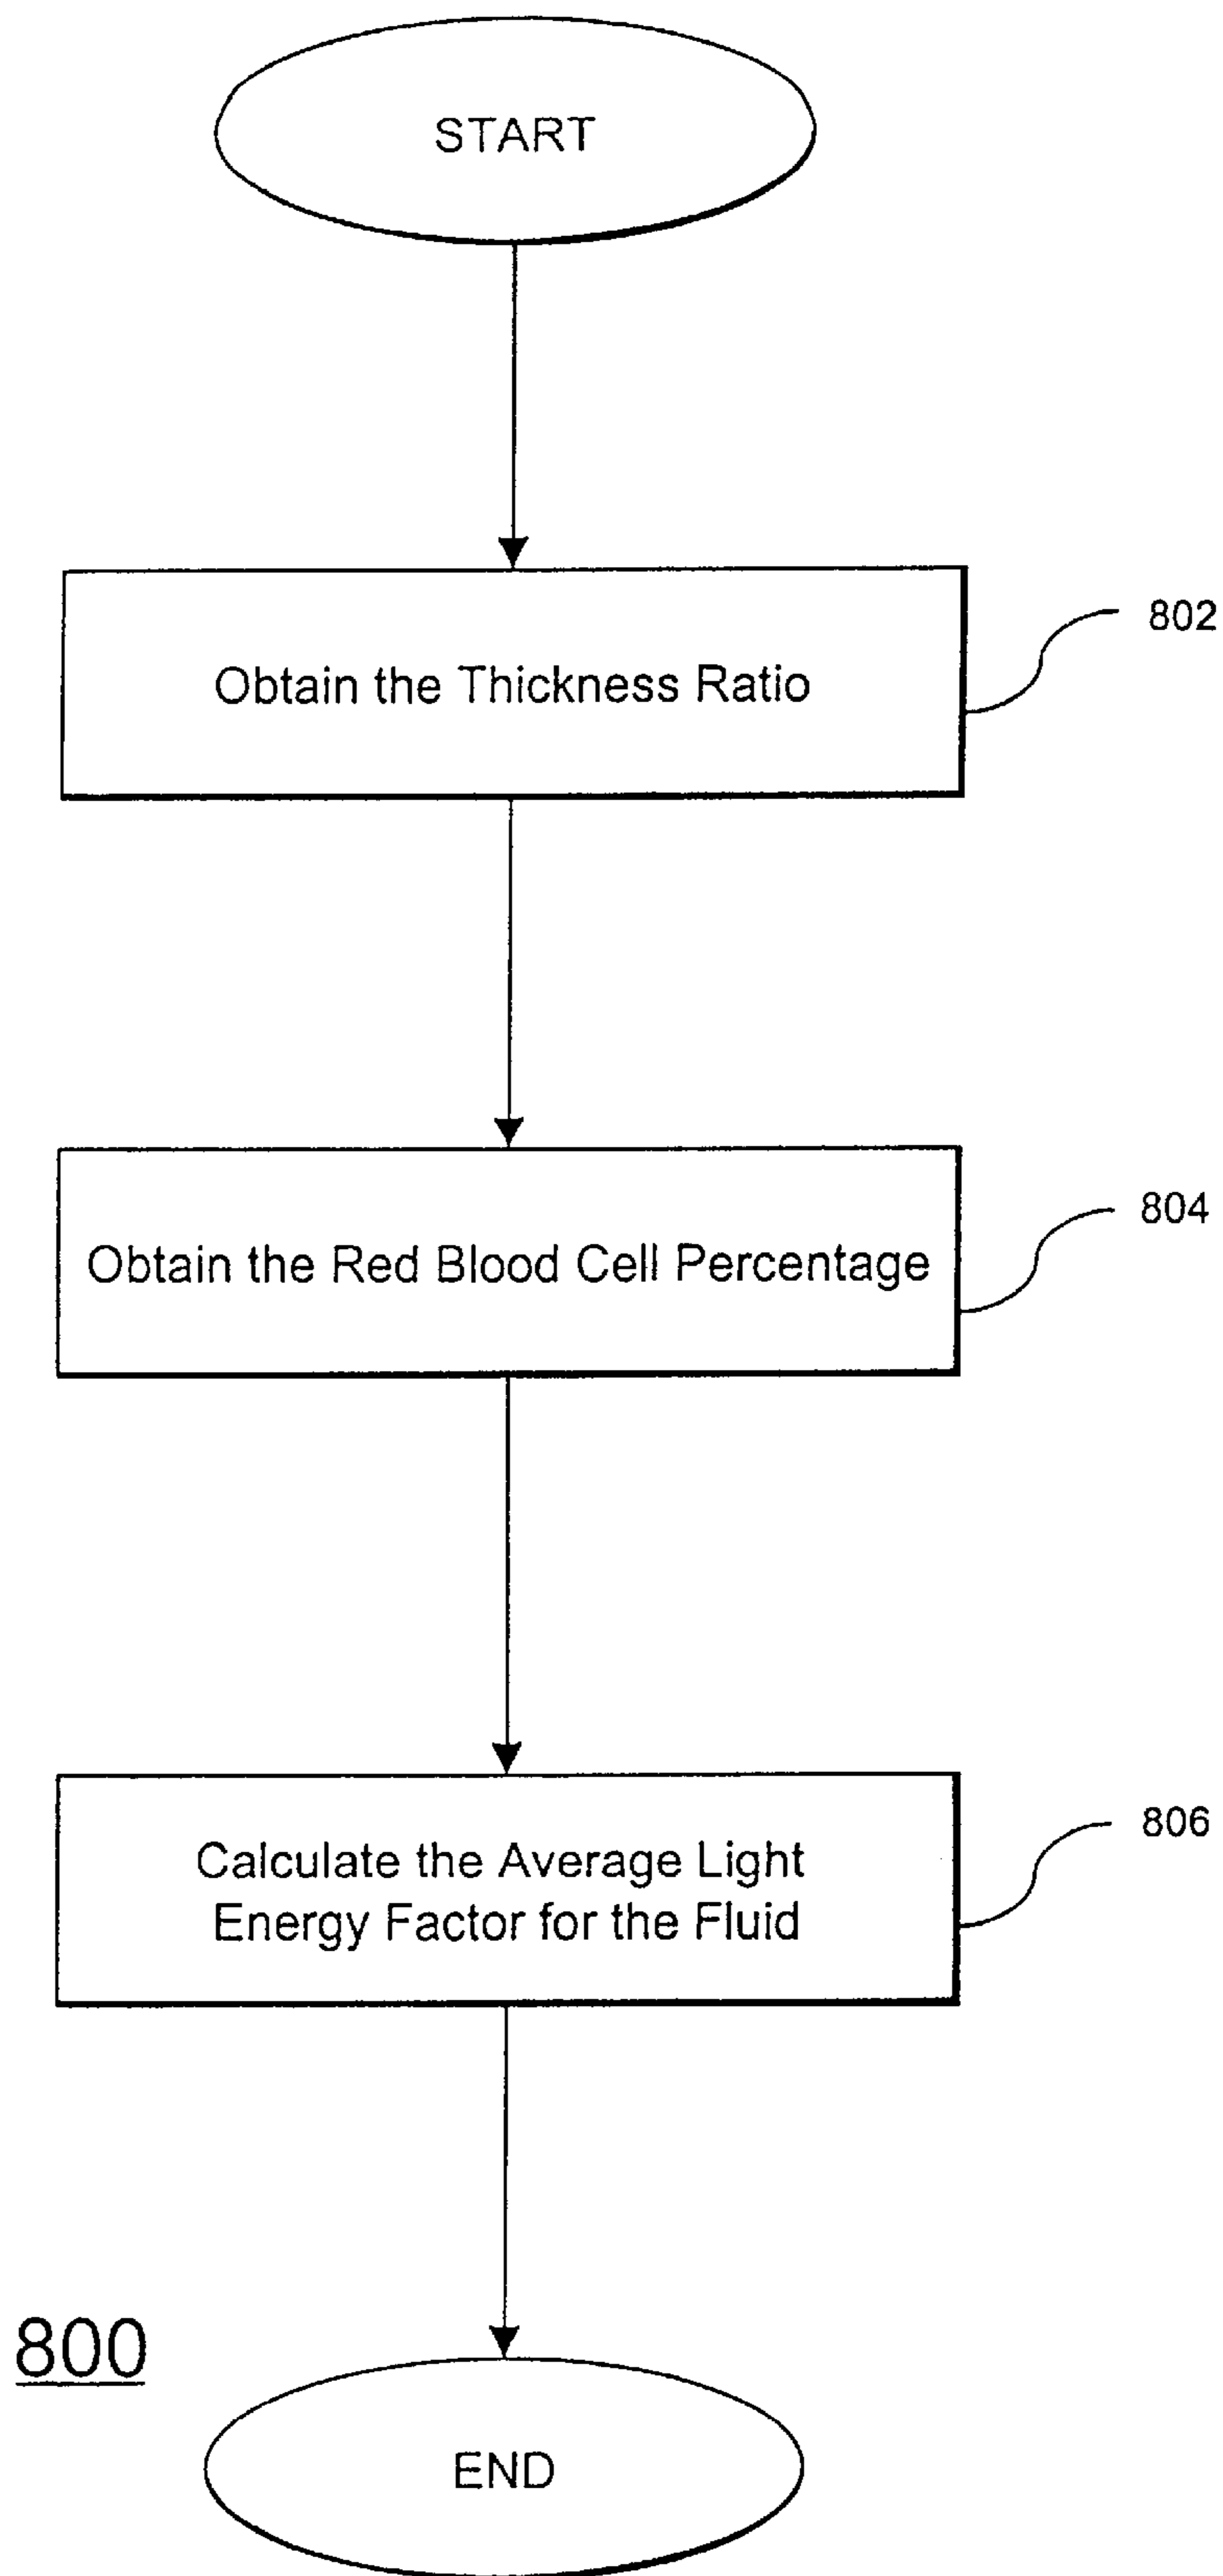 START
Obtain the Thickness Ratio
802
Obtain the Red Blood Cell Percentage
804
Calculate the Average Light
Energy Factor for the Fluid
806
800
END